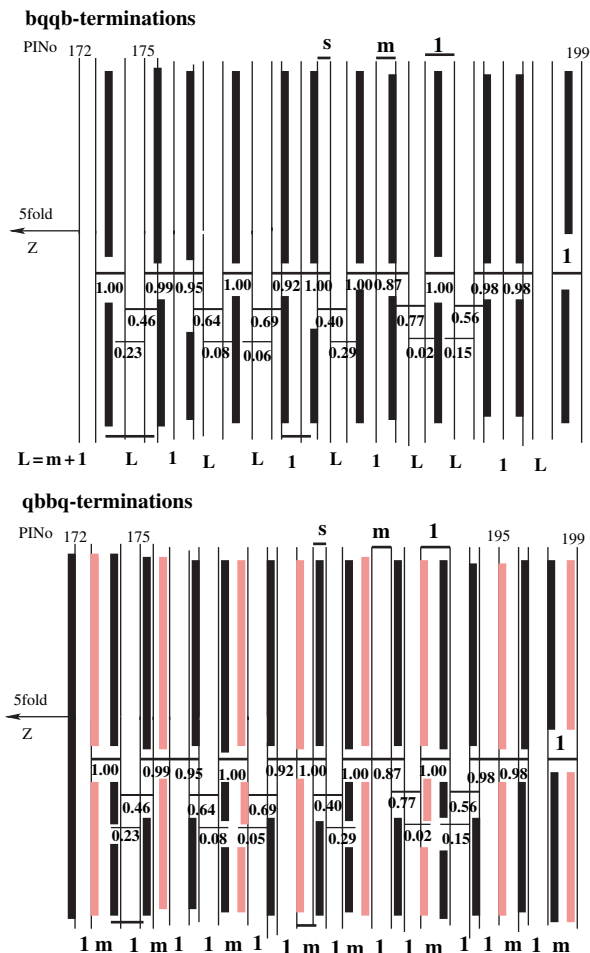 bqqb-terminations
s m 1
PINo 172 175 199
5fold
Z
1
1.00 0.99 0.95 1.00 0.92 1.00 1.00 0.87 1.00 0.98 0.98
0.46 0.64 0.69 0.40 0.77 0.56
0.23 0.08 0.06 0.29 0.02 0.15
L=m+1 L 1 L L 1 L 1 L L 1 L
qbbq-terminations
s m 1
PINo 172 175 195 199
5fold
Z
1
1.00 0.99 0.95 1.00 0.92 1.00 1.00 0.87 1.00 0.98 0.98
0.46 0.64 0.69 0.40 0.77 0.56
0.23 0.08 0.05 0.29 0.02 0.15
1 m 1 m 1 1 m 1 1 m 1 m 1 1 m 1 1 m 1 m